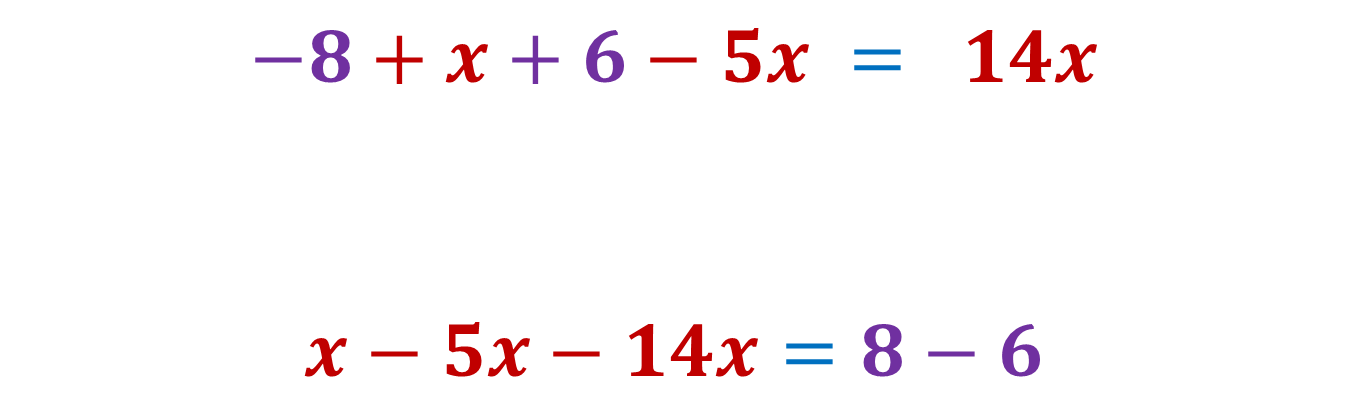 −8 + x + 6 − 5x = 14x
x − 5x − 14x = 8 − 6